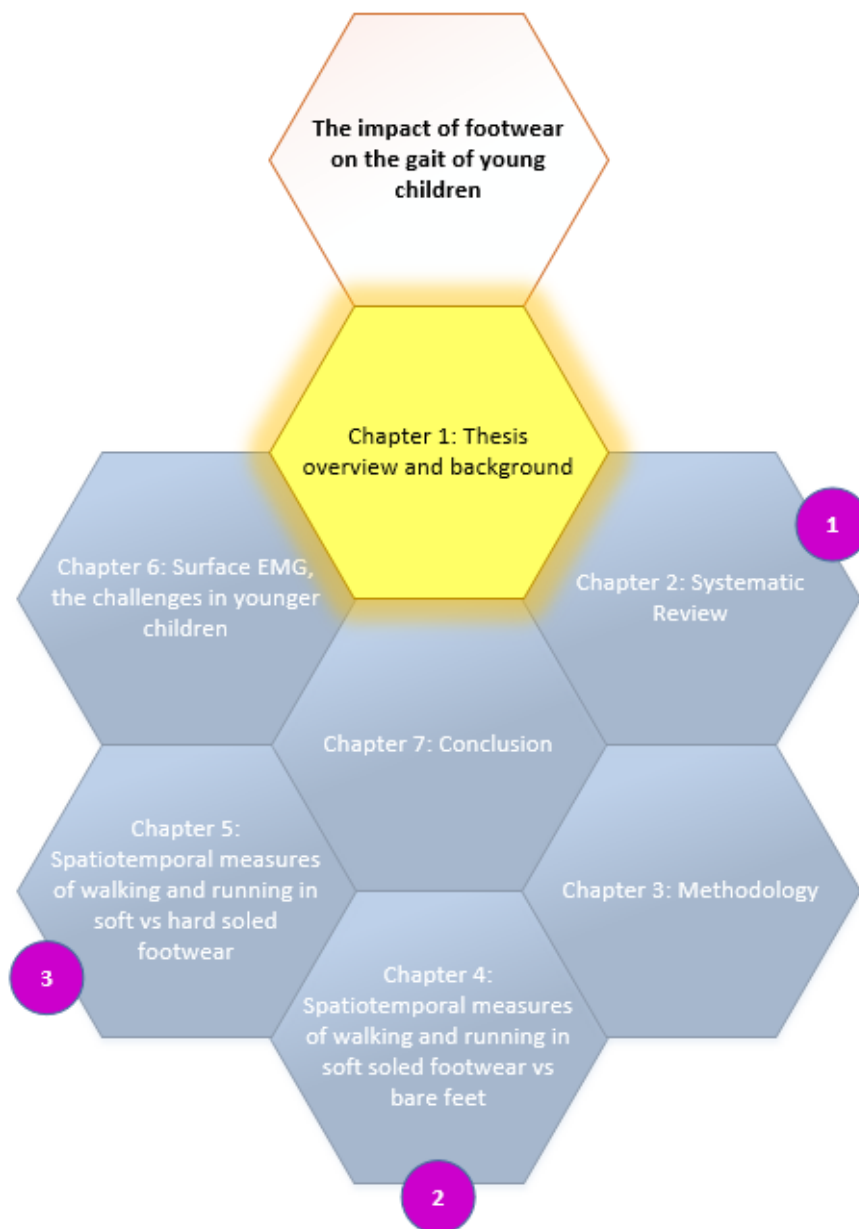 The impact of footwear
on the gait of young
children
Chapter 1: Thesis
overview and background
1
Chapter 2: Systematic
Review
Chapter 6: Surface EMG,
the challenges in younger
children
Chapter 7: Conclusion
Chapter 3: Methodology
Chapter 5:
Spatiotemporal measures
of walking and running in
soft vs hard soled
footwear
3
Chapter 4:
Spatiotemporal measures
of walking and running in
soft soled footwear vs
bare feet
2